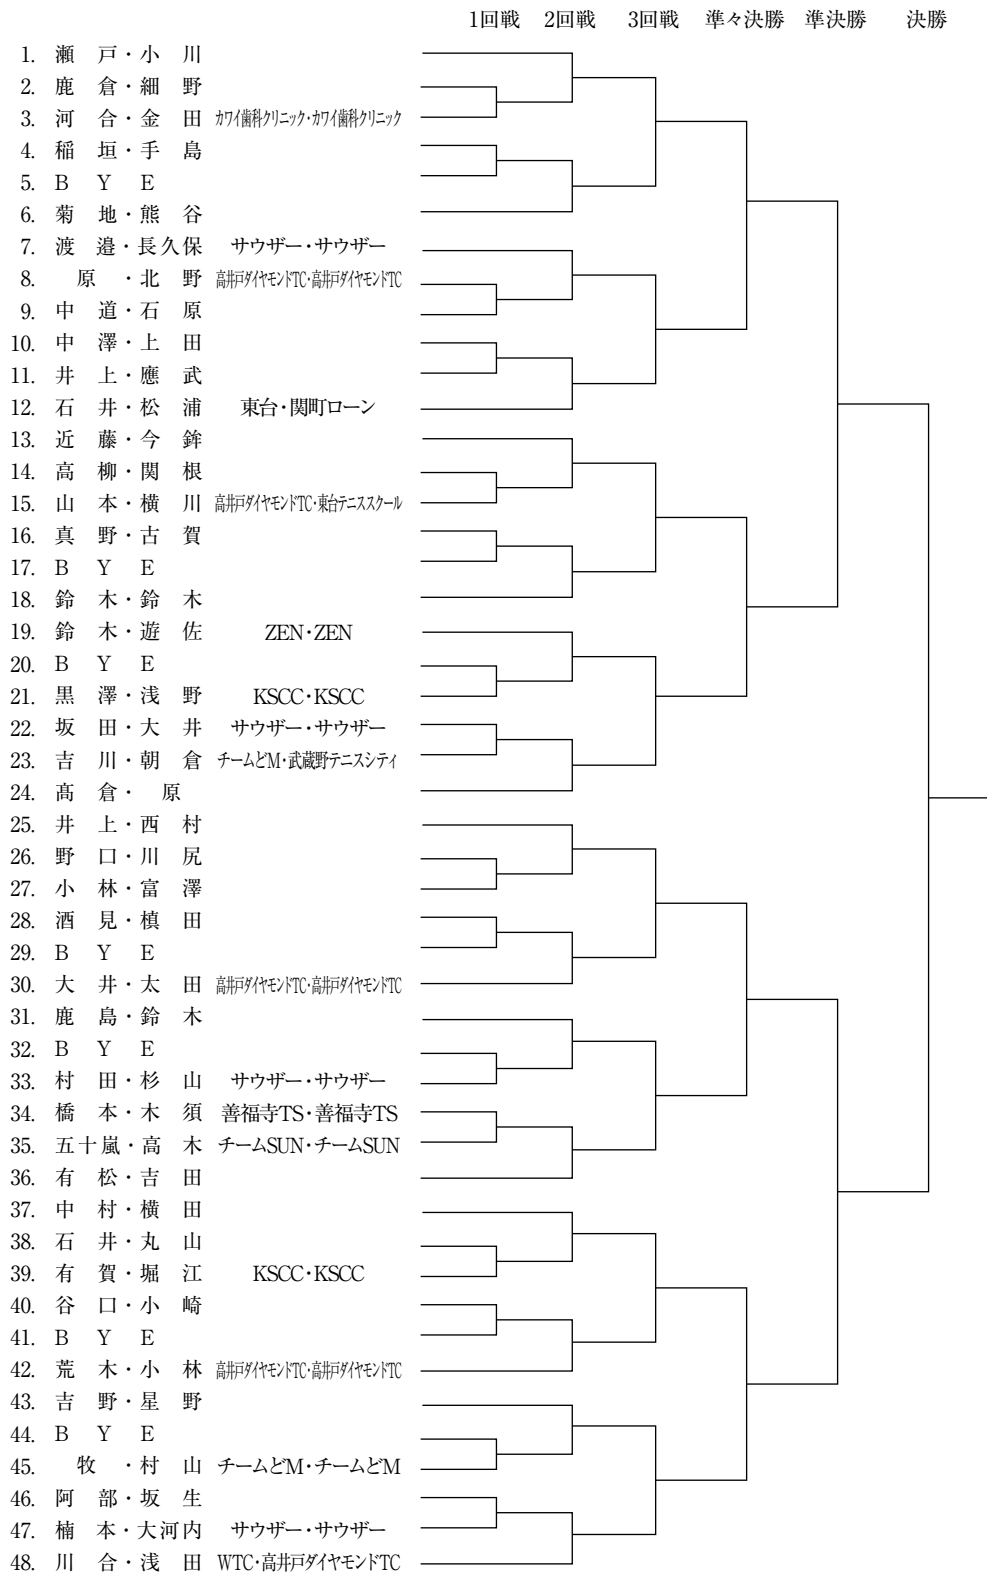 1回戦 2回戦 3回戦 準々決勝 準決勝 決勝
1. 瀬 戸・小 川
2. 鹿 倉・細 野
3. 河 合・金 田 カワイ歯科クリニック・カワイ歯科クリニック
4. 稲 垣・手 島
5. B Y E
6. 菊 地・熊 谷
7. 渡 邉・長久保 サウザー・サウザー
8. 原 ・北 野 高井戸ダイヤモンドTC・高井戸ダイヤモンドTC
9. 中 道・石 原
10. 中 澤・上 田
11. 井 上・應 武
12. 石 井・松 浦 東台・関町ローン
13. 近 藤・今 鉾
14. 高 柳・関 根
15. 山 本・横 川 高井戸ダイヤモンドTC・東台テニススクール
16. 真 野・古 賀
17. B Y E
18. 鈴 木・鈴 木
19. 鈴 木・遊 佐 ZEN・ZEN
20. B Y E
21. 黒 澤・浅 野 KSCC・KSCC
22. 坂 田・大 井 サウザー・サウザー
23. 吉 川・朝 倉 チームどM・武蔵野テニスシティ
24. 髙 倉・ 原
25. 井 上・西 村
26. 野 口・川 尻
27. 小 林・富 澤
28. 酒 見・槙 田
29. B Y E
30. 大 井・太 田 高井戸ダイヤモンドTC・高井戸ダイヤモンドTC
31. 鹿 島・鈴 木
32. B Y E
33. 村 田・杉 山 サウザー・サウザー
34. 橋 本・木 須 善福寺TS・善福寺TS
35. 五十嵐・高 木 チームSUN・チームSUN
36. 有 松・吉 田
37. 中 村・横 田
38. 石 井・丸 山
39. 有 賀・堀 江 KSCC・KSCC
40. 谷 口・小 崎
41. B Y E
42. 荒 木・小 林 高井戸ダイヤモンドTC・高井戸ダイヤモンドTC
43. 吉 野・星 野
44. B Y E
45. 牧 ・村 山 チームどM・チームどM
46. 阿 部・坂 生
47. 楠 本・大河内 サウザー・サウザー
48. 川 合・浅 田 WTC・高井戸ダイヤモンドTC